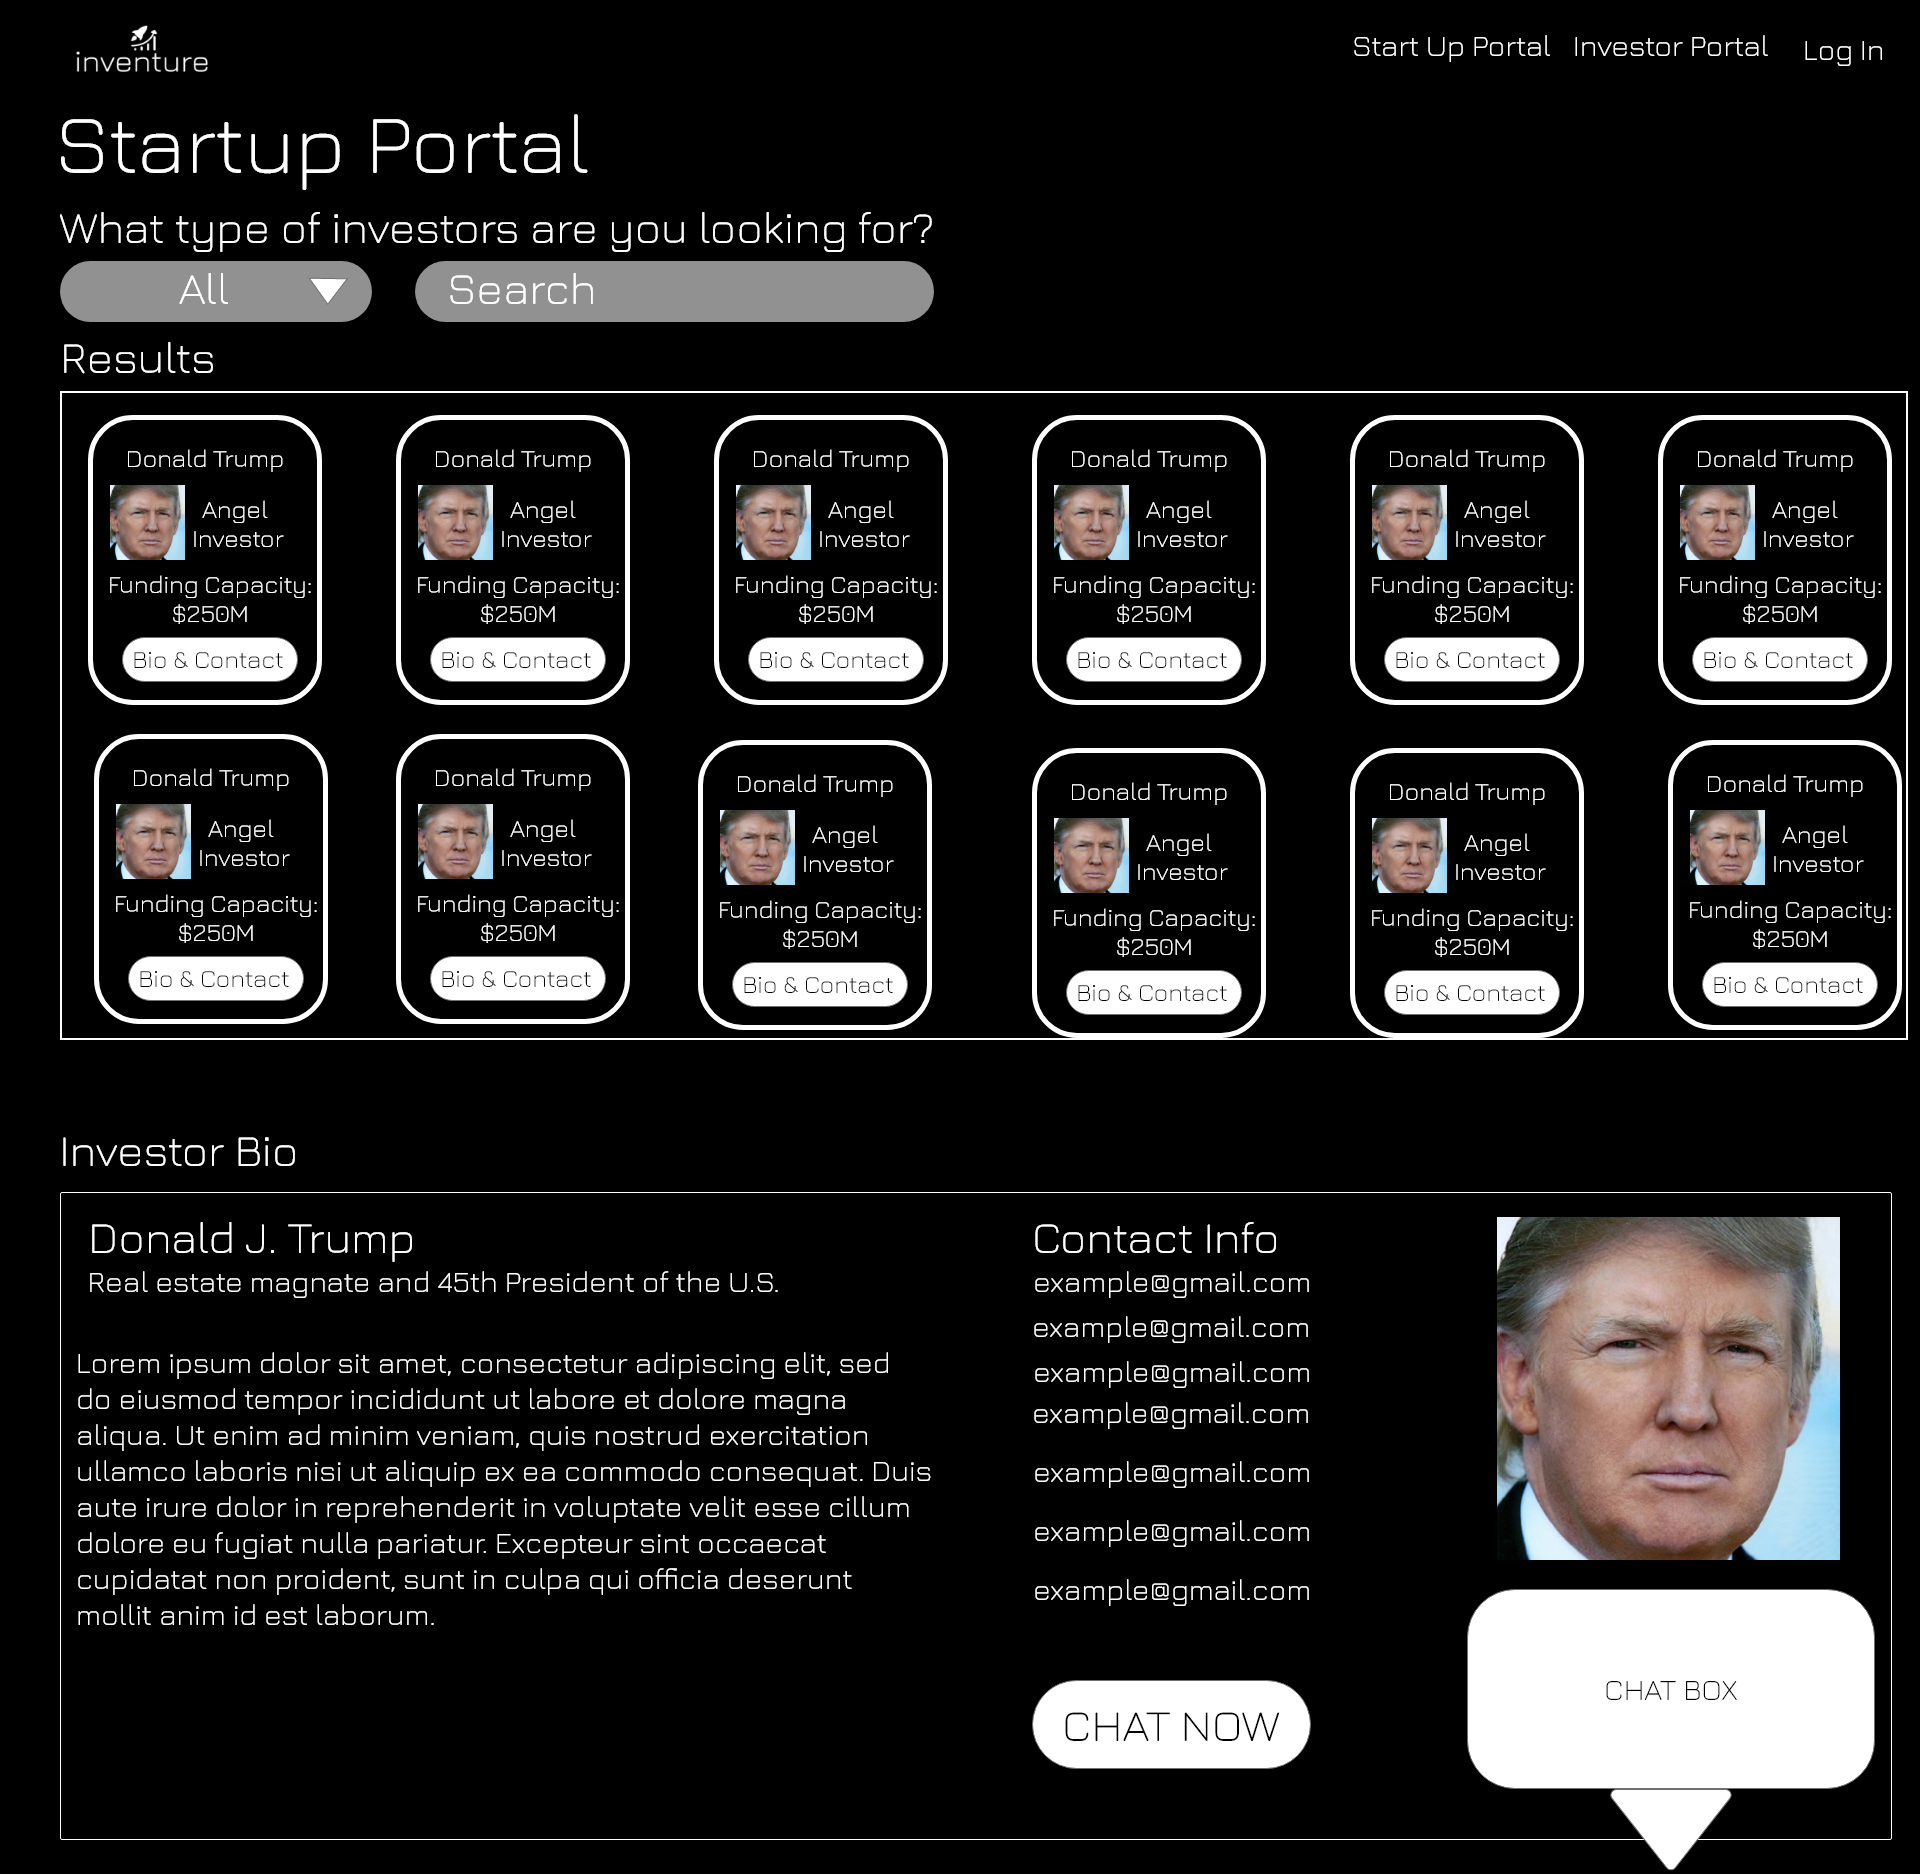 inventure
Start Up Portal
Investor Portal
Log In
Startup Portal
What type of investors are you looking for?
All
Search
Results
Donald Trump
Angel
Investor
Funding Capacity:
$250M
Bio & Contact
Donald Trump
Angel
Investor
Funding Capacity:
$250M
Bio & Contact
Donald Trump
Angel
Investor
Funding Capacity:
$250M
Bio & Contact
Donald Trump
Angel
Investor
Funding Capacity:
$250M
Bio & Contact
Donald Trump
Angel
Investor
Funding Capacity:
$250M
Bio & Contact
Donald Trump
Angel
Investor
Funding Capacity:
$250M
Bio & Contact
Donald Trump
Angel
Investor
Funding Capacity:
$250M
Bio & Contact
Donald Trump
Angel
Investor
Funding Capacity:
$250M
Bio & Contact
Donald Trump
Angel
Investor
Funding Capacity:
$250M
Bio & Contact
Donald Trump
Angel
Investor
Funding Capacity:
$250M
Bio & Contact
Donald Trump
Angel
Investor
Funding Capacity:
$250M
Bio & Contact
Donald Trump
Angel
Investor
Funding Capacity:
$250M
Bio & Contact
Investor Bio
Donald J. Trump
Real estate magnate and 45th President of the U.S.
Lorem ipsum dolor sit amet, consectetur adipiscing elit, sed
do eiusmod tempor incididunt ut labore et dolore magna
aliqua. Ut enim ad minim veniam, quis nostrud exercitation
ullamco laboris nisi ut aliquip ex ea commodo consequat. Duis
aute irure dolor in reprehenderit in voluptate velit esse cillum
dolore eu fugiat nulla pariatur. Excepteur sint occaecat
cupidatat non proident, sunt in culpa qui officia deserunt
mollit anim id est laborum.
Contact Info
example@gmail.com
example@gmail.com
example@gmail.com
example@gmail.com
example@gmail.com
example@gmail.com
example@gmail.com
CHAT NOW
CHAT BOX